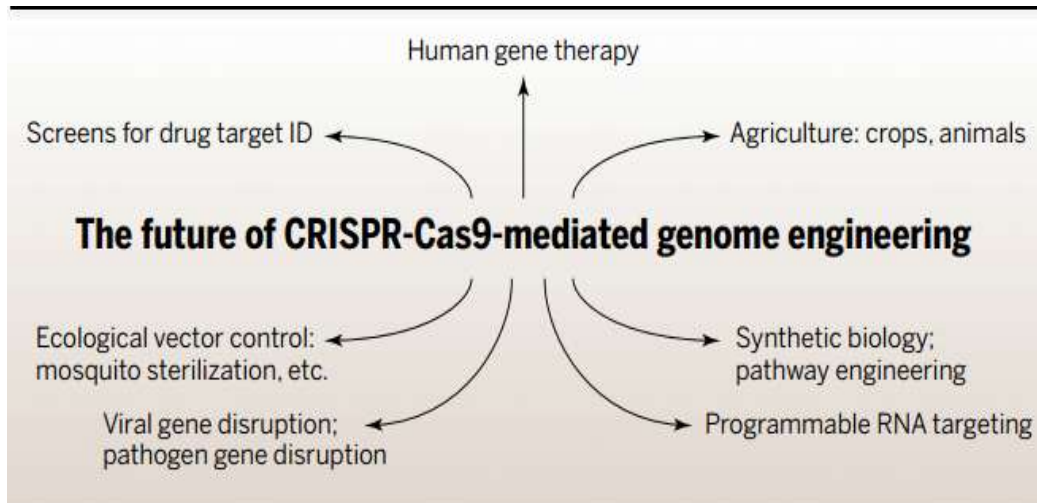 Human gene therapy
Screens for drug target ID
Agriculture: crops, animals
The future of CRISPR-Cas9-mediated genome engineering
Ecological vector control:
mosquito sterilization, etc.
Synthetic biology;
pathway engineering
Viral gene disruption;
pathogen gene disruption
Programmable RNA targeting